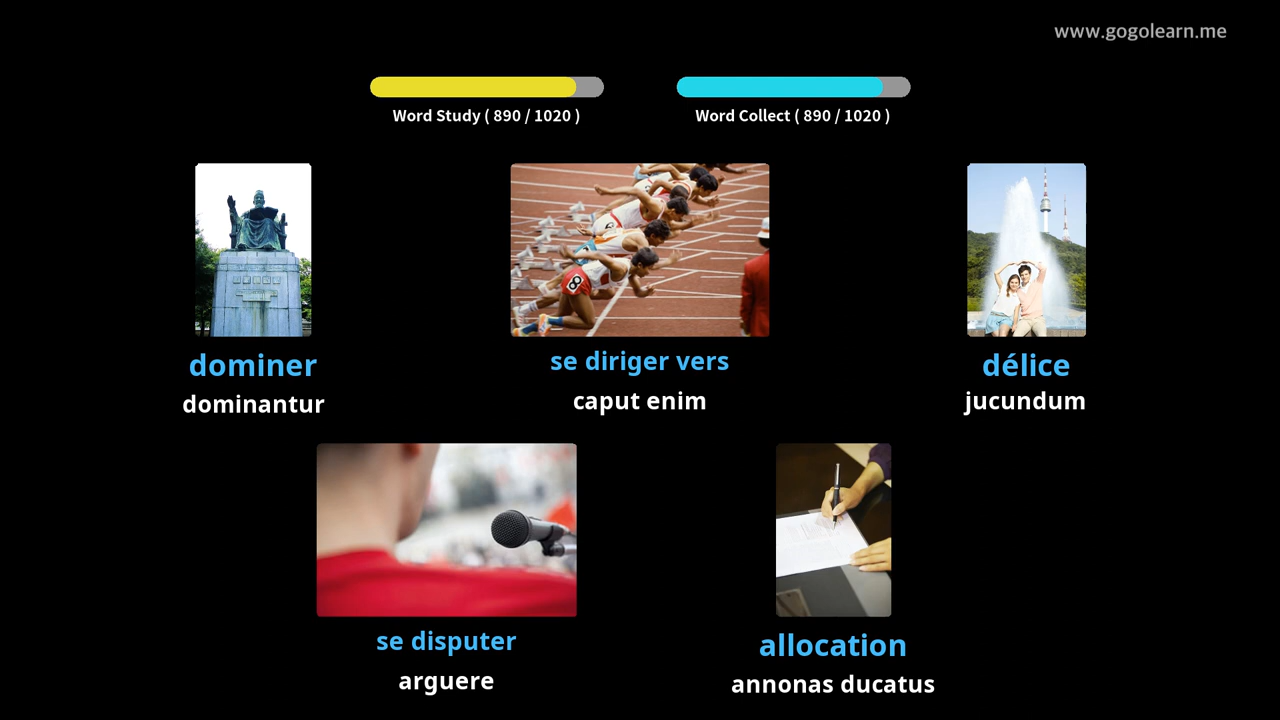 www.gogolearn.me
Word Study ( 890 / 1020 )
Word Collect ( 890 / 1020 )
dominer
dominantur
se diriger vers
caput enim
délice
jucundum
se disputer
arguere
allocation
annonas ducatus